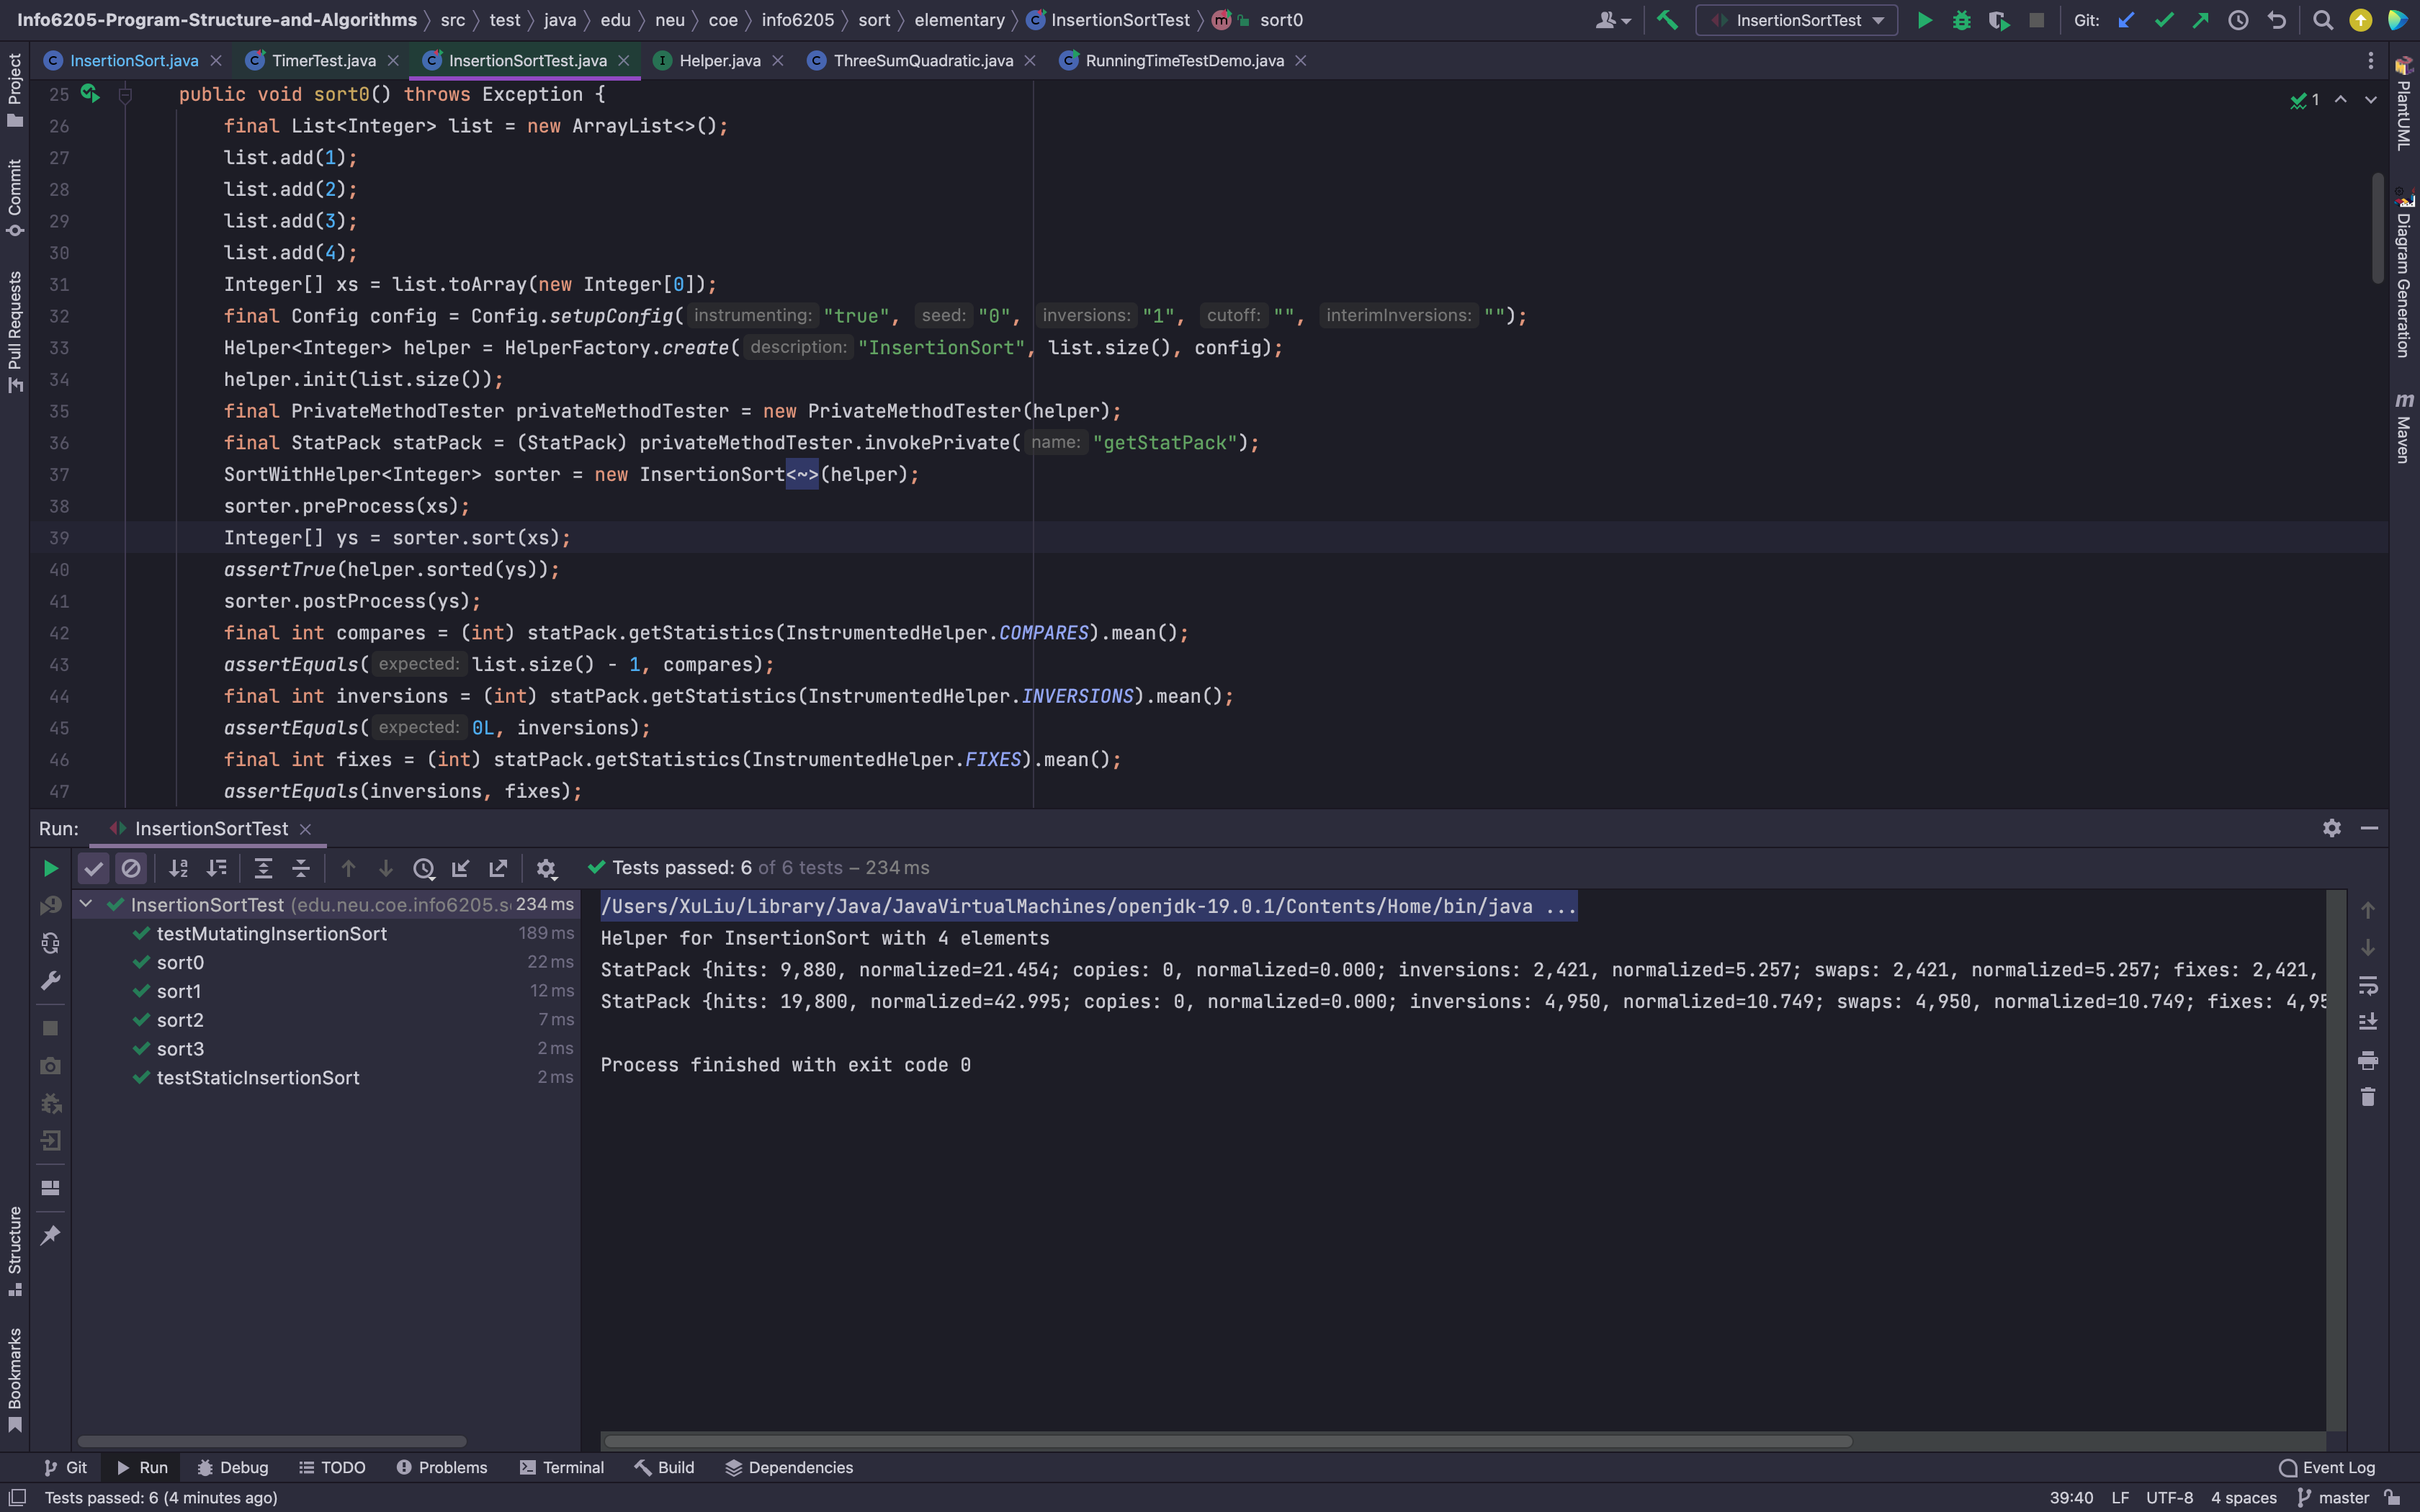 Info6205-Program-Structure-and-Algorithms 〉 src 〉 test 〉 java 〉 edu 〉 neu 〉 coe 〉 info6205 〉 sort 〉 elementary 〉 InsertionSortTest 〉 sort0
InsertionSortTest
Git:
InsertionSort.java
TimerTest.java
InsertionSortTest.java
Helper.java
ThreeSumQuadratic.java
RunningTimeTestDemo.java
Project
Commit
Pull Requests
Structure
Bookmarks
PlantUML
Diagram Generation
Maven
1
25 public void sort0() throws Exception {
26 final List<Integer> list = new ArrayList<>();
27 list.add(1);
28 list.add(2);
29 list.add(3);
30 list.add(4);
31 Integer[] xs = list.toArray(new Integer[0]);
32 final Config config = Config.setupConfig( instrumenting: "true", seed: "0", inversions: "1", cutoff: "", interimInversions: "");
33 Helper<Integer> helper = HelperFactory.create( description: "InsertionSort", list.size(), config);
34 helper.init(list.size());
35 final PrivateMethodTester privateMethodTester = new PrivateMethodTester(helper);
36 final StatPack statPack = (StatPack) privateMethodTester.invokePrivate( name: "getStatPack");
37 SortWithHelper<Integer> sorter = new InsertionSort<~>(helper);
38 sorter.preProcess(xs);
39 Integer[] ys = sorter.sort(xs);
40 assertTrue(helper.sorted(ys));
41 sorter.postProcess(ys);
42 final int compares = (int) statPack.getStatistics(InstrumentedHelper.COMPARES).mean();
43 assertEquals( expected: list.size() - 1, compares);
44 final int inversions = (int) statPack.getStatistics(InstrumentedHelper.INVERSIONS).mean();
45 assertEquals( expected: 0L, inversions);
46 final int fixes = (int) statPack.getStatistics(InstrumentedHelper.FIXES).mean();
47 assertEquals(inversions, fixes);
Run: InsertionSortTest
Tests passed: 6 of 6 tests – 234 ms
InsertionSortTest (edu.neu.coe.info6205.s 234 ms
testMutatingInsertionSort 189 ms
sort0 22 ms
sort1 12 ms
sort2 7 ms
sort3 2 ms
testStaticInsertionSort 2 ms
/Users/XuLiu/Library/Java/JavaVirtualMachines/openjdk-19.0.1/Contents/Home/bin/java ...
Helper for InsertionSort with 4 elements
StatPack {hits: 9,880, normalized=21.454; copies: 0, normalized=0.000; inversions: 2,421, normalized=5.257; swaps: 2,421, normalized=5.257; fixes: 2,421,
StatPack {hits: 19,800, normalized=42.995; copies: 0, normalized=0.000; inversions: 4,950, normalized=10.749; swaps: 4,950, normalized=10.749; fixes: 4,95
Process finished with exit code 0
Git Run Debug TODO Problems Terminal Build Dependencies Event Log
Tests passed: 6 (4 minutes ago) 39:40 LF UTF-8 4 spaces master